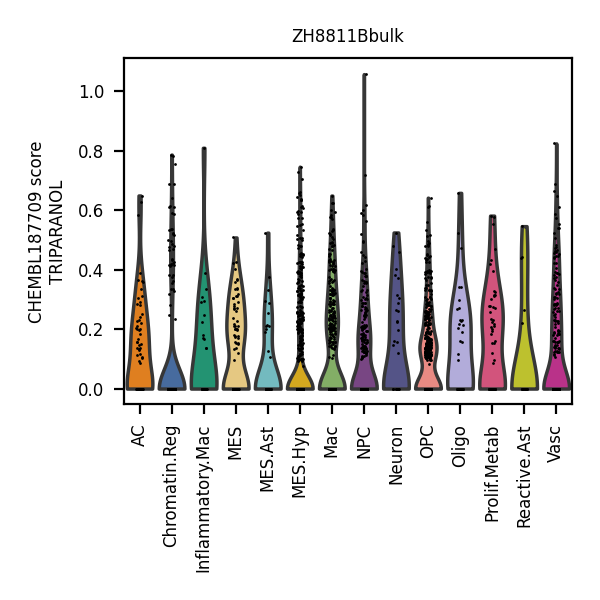 ZH8811Bbulk
CHEMBL187709 score
TRIPARANOL
1.0
0.8
0.6
0.4
0.2
0.0
AC
Chromatin.Reg
Inflammatory.Mac
MES
MES.Ast
MES.Hyp
Mac
NPC
Neuron
OPC
Oligo
Prolif.Metab
Reactive.Ast
Vasc